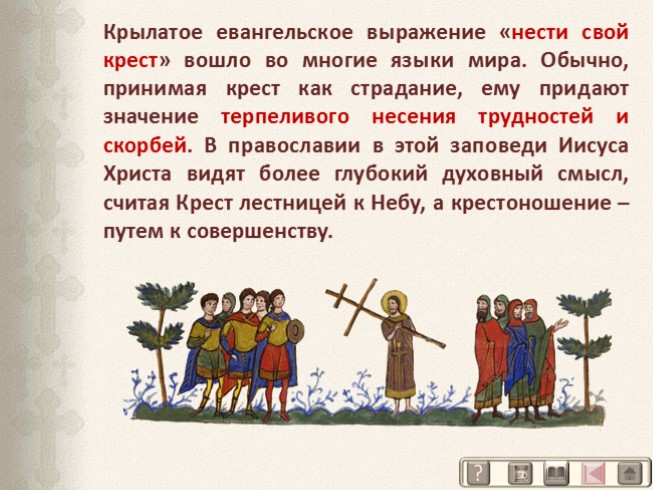 Крылатое евангельское выражение «нести свой
крест» вошло во многие языки мира. Обычно,
принимая крест как страдание, ему придают
значение терпеливого несения трудностей и
скорбей. В православии в этой заповеди Иисуса
Христа видят более глубокий духовный смысл,
считая Крест лестницей к Небу, а крестоношение –
путем к совершенству.
?